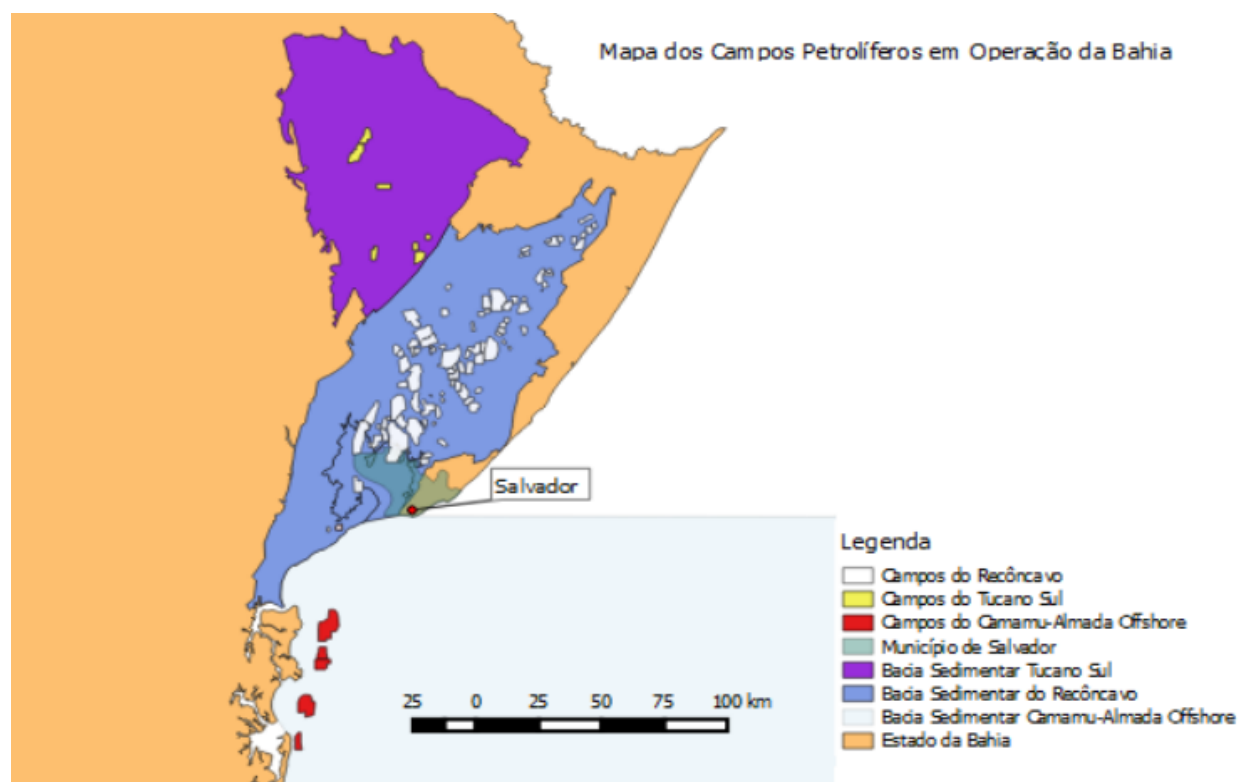 Mapa dos Campos Petrolíferos em Operação da Bahia
Salvador
Legenda
Campos do Recôncavo
Campos do Tucano Sul
Campos do Camamu-Almada Offshore
Município de Salvador
Bacia Sedimentar Tucano Sul
Bacia Sedimentar do Recôncavo
Bacia Sedimentar Camamu-Almada Offshore
Estado da Bahia
25 0 25 50 75 100 km